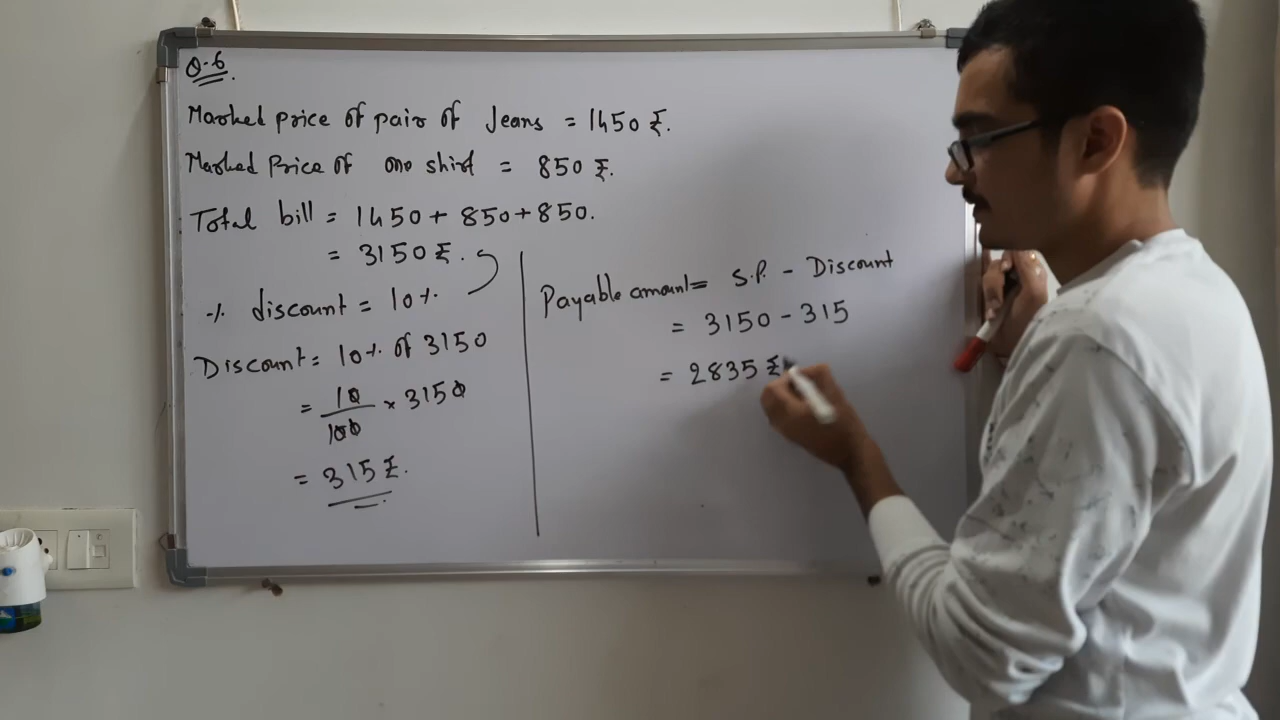 Q-6.
Marked price of pair of Jeans = 1450 ₹.
Marked Price of one shirt = 850 ₹.
Total bill = 1450 + 850 + 850.
= 3150 ₹.
·/. discount = 10 ·/.
Discount = 10 ·/. of 3150
= 10/100 × 3150
= 315 ₹.
Payable amount = S.P. - Discount
= 3150 - 315
= 2835 ₹